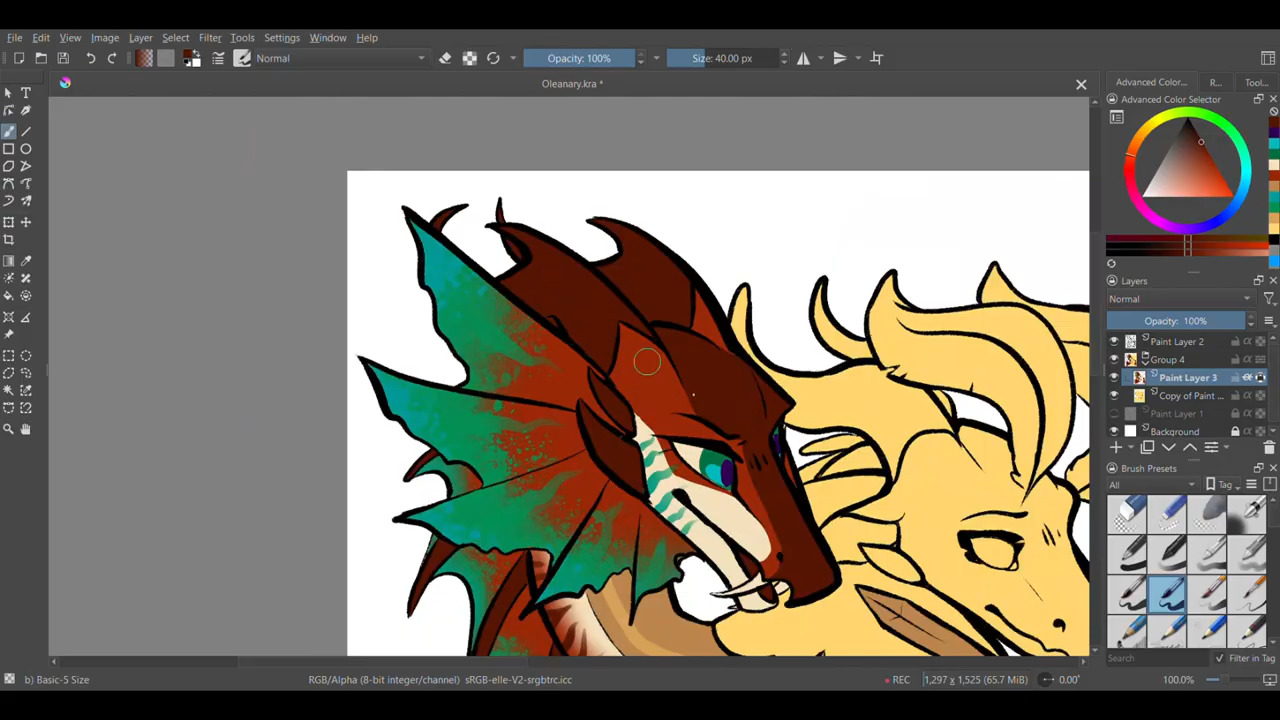 File Edit View Image Layer Select Filter Tools Settings Window Help
Normal Opacity: 100% Size: 40.00 px
Oleanary.kra *
Advanced Color... R... Tool...
Advanced Color Selector
Layers
Normal
Opacity: 100%
Paint Layer 2
Group 4
Paint Layer 3
Copy of Paint ...
Paint Layer 1
Background
Brush Presets
All Tag
Search Filter in Tag
b) Basic-5 Size RGB/Alpha (8-bit integer/channel) sRGB-elle-V2-srgbtrc.icc REC 1,297 x 1,525 (65.7 MiB) 0.00° 100.0%